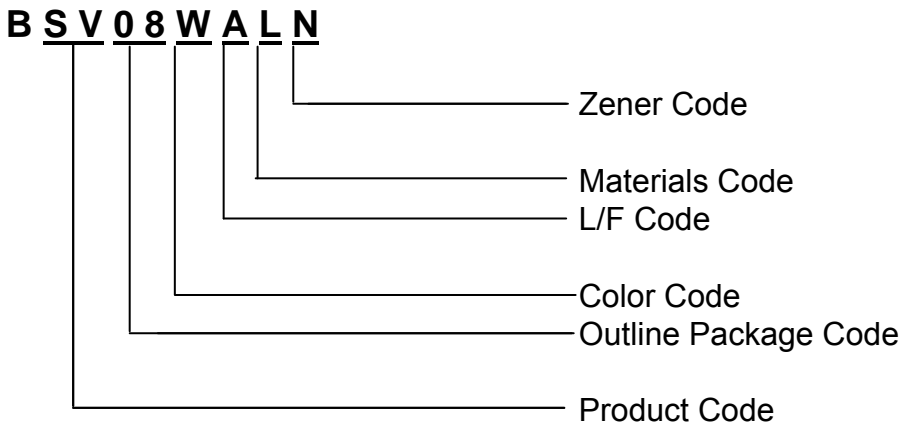 B S V 0 8 W A L N
Zener Code
Materials Code
L/F Code
Color Code
Outline Package Code
Product Code